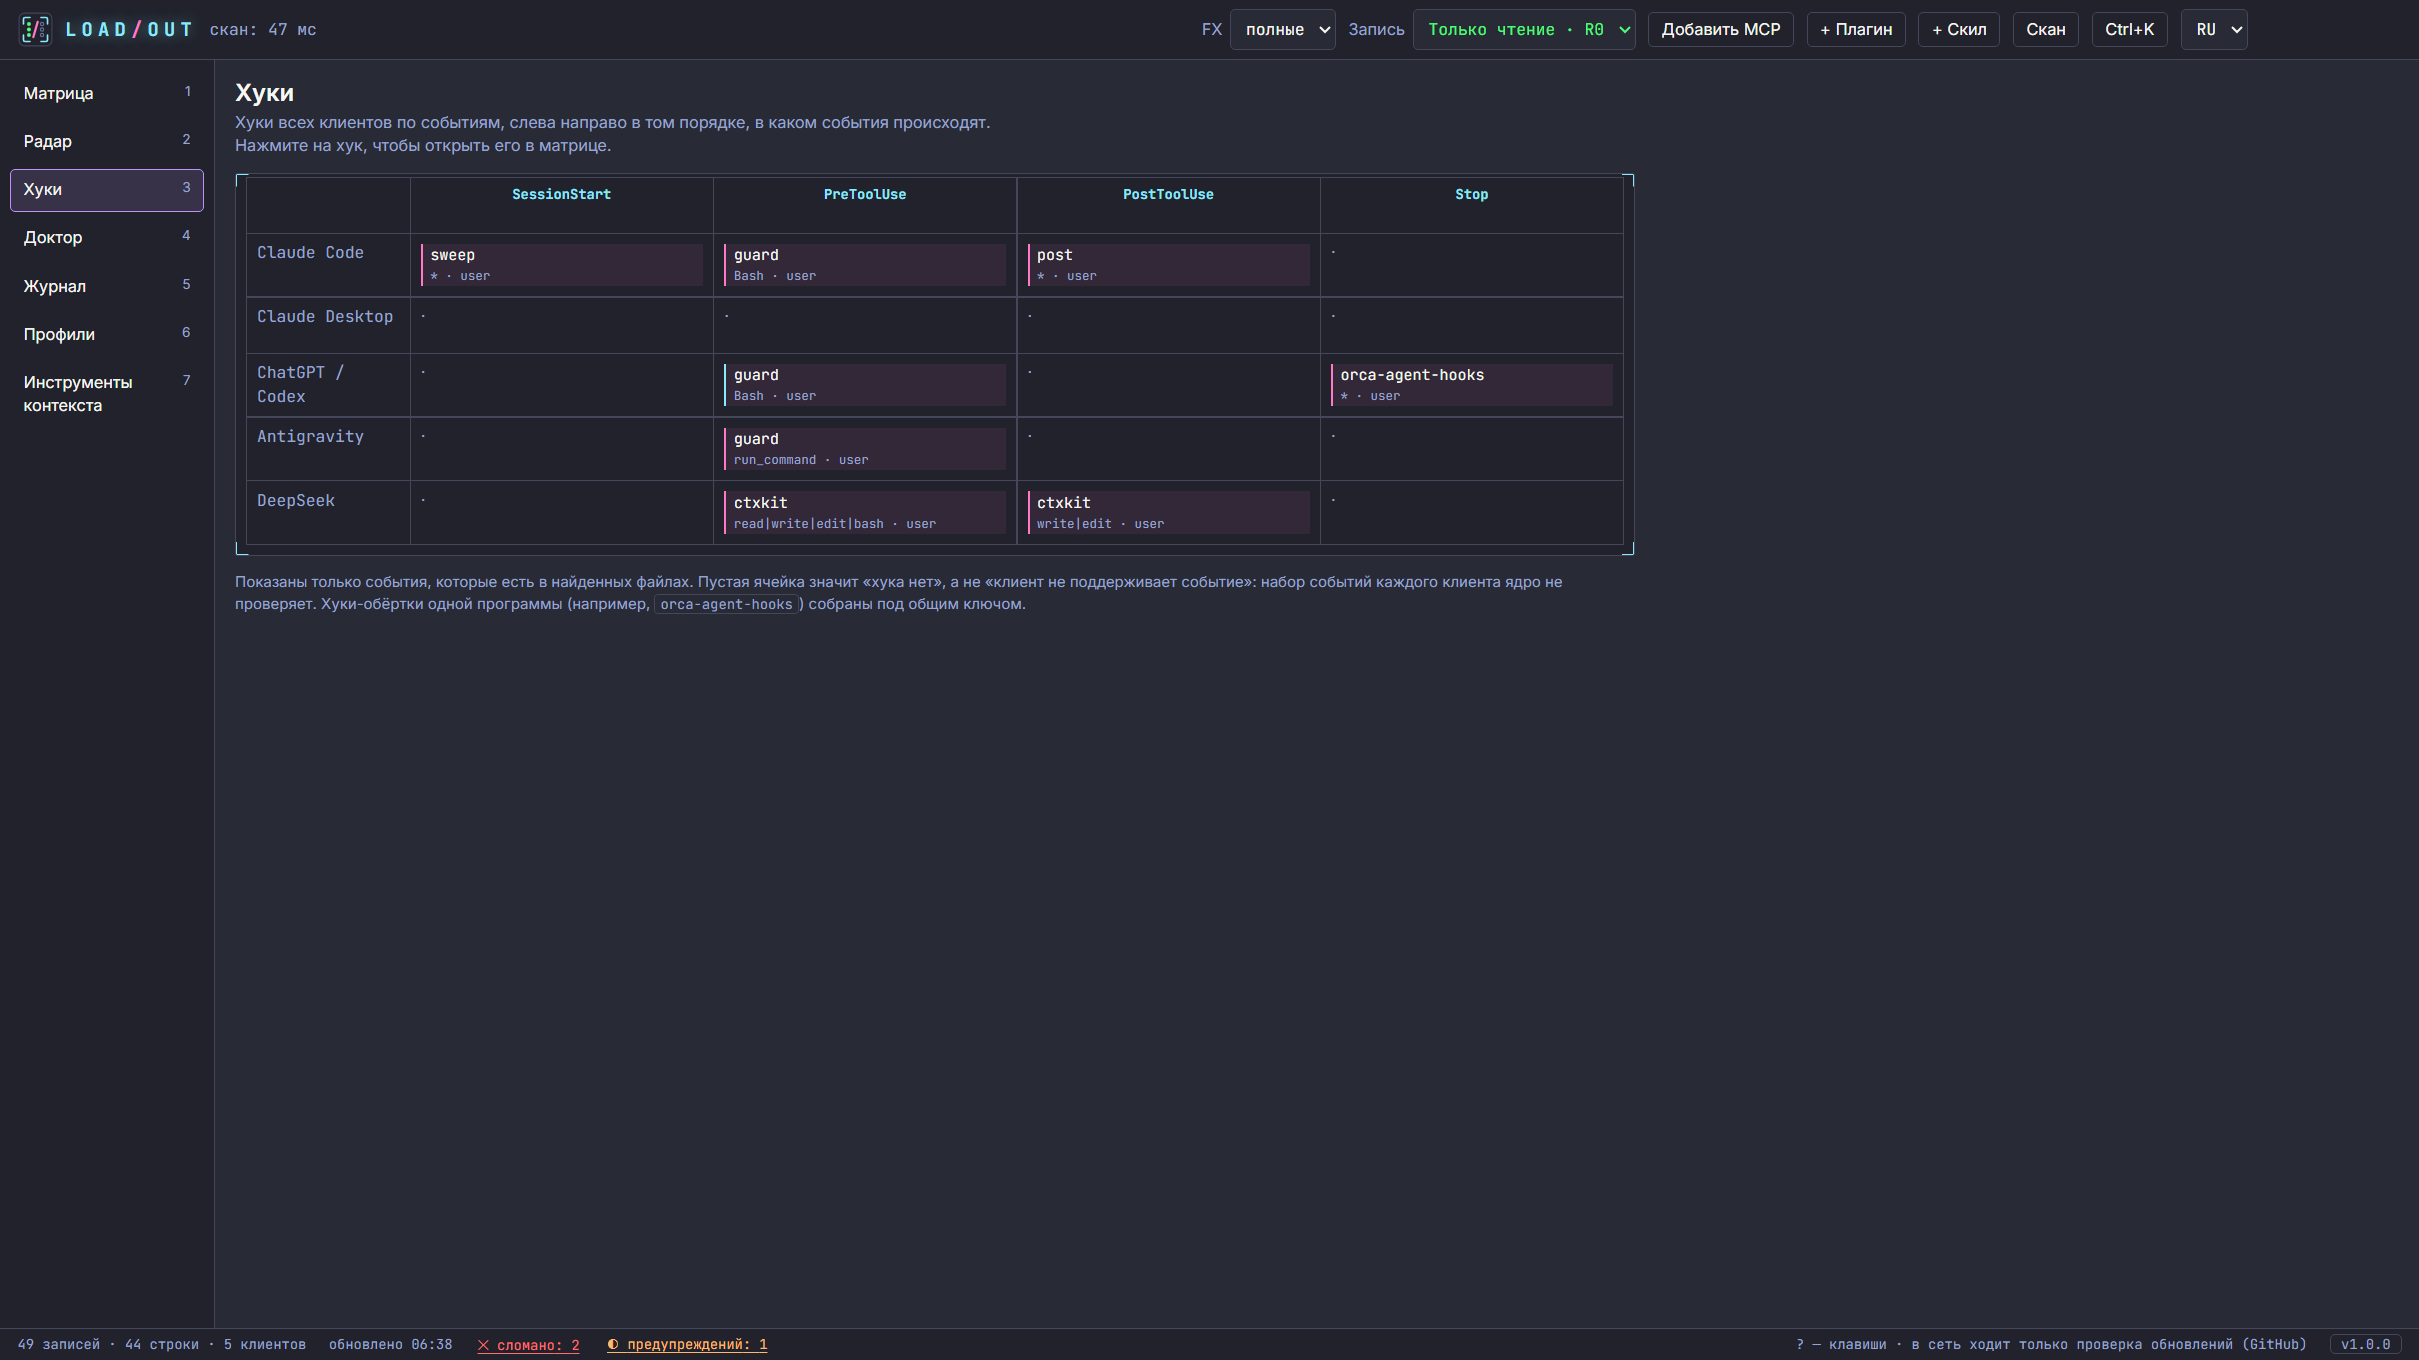 LOAD/OUT скан: 47 мс FX полные Запись Только чтение · R0 Добавить MCP + Плагин + Скил Скан Ctrl+K RU
Матрица 1
Радар 2
Хуки 3
Доктор 4
Журнал 5
Профили 6
Инструменты контекста 7
Хуки
Хуки всех клиентов по событиям, слева направо в том порядке, в каком события происходят.
Нажмите на хук, чтобы открыть его в матрице.
SessionStart PreToolUse PostToolUse Stop
Claude Code
sweep
* · user
guard
Bash · user
post
* · user
·
Claude Desktop · · · ·
ChatGPT /
Codex
·
guard
Bash · user
·
orca-agent-hooks
* · user
Antigravity
·
guard
run_command · user
· ·
DeepSeek
·
ctxkit
read|write|edit|bash · user
ctxkit
write|edit · user
·
Показаны только события, которые есть в найденных файлах. Пустая ячейка значит «хука нет», а не «клиент не поддерживает событие»: набор событий каждого клиента ядро не
проверяет. Хуки-обёртки одной программы (например, orca-agent-hooks) собраны под общим ключом.
49 записей · 44 строки · 5 клиентов обновлено 06:38 × сломано: 2 ◐ предупреждений: 1 ? — клавиши · в сеть ходит только проверка обновлений (GitHub) v1.0.0